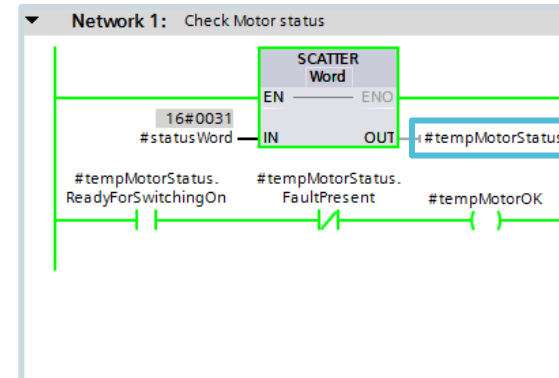 Network 1: Check Motor status
SCATTER
Word
EN ENO
16#0031
#statusWord IN OUT #tempMotorStatus
#tempMotorStatus. #tempMotorStatus.
ReadyForSwitchingOn FaultPresent #tempMotorOK